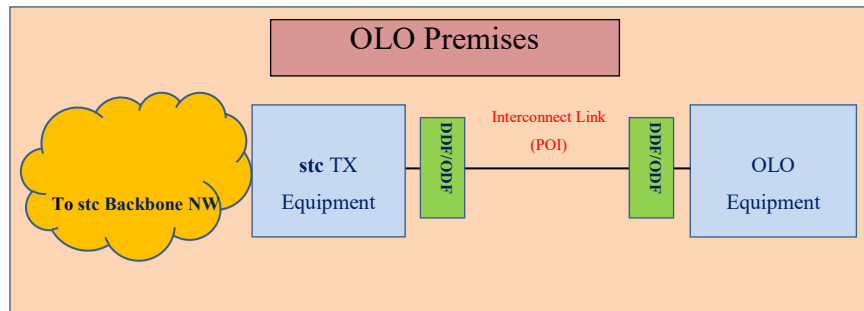 OLO Premises
To stc Backbone NW
stc TX
Equipment
DDF/ODF
Interconnect Link
(POI)
DDF/ODF
OLO
Equipment